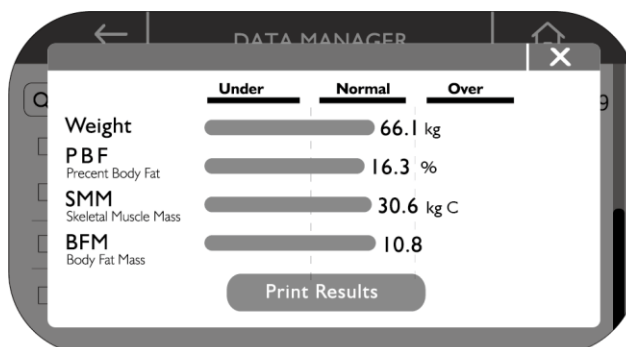 DATA MANAGER
Under Normal Over
9
Weight 66.1 kg
PBF 16.3 %
Precent Body Fat
SMM 30.6 kg C
Skeletal Muscle Mass
BFM 10.8
Body Fat Mass
Print Results